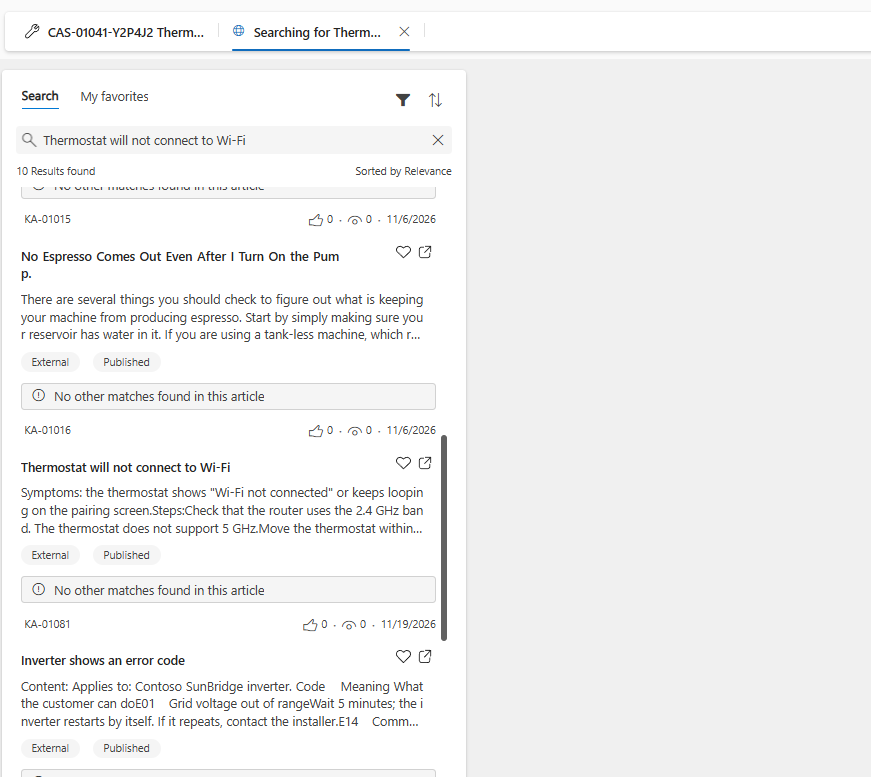 CAS-01041-Y2P4J2 Therm...
Searching for Therm...
Search
My favorites
Thermostat will not connect to Wi-Fi
10 Results found
Sorted by Relevance
No other matches found in this article
KA-01015
0 · 0 · 11/6/2026
No Espresso Comes Out Even After I Turn On the Pum
p.
There are several things you should check to figure out what is keeping
your machine from producing espresso. Start by simply making sure you
r reservoir has water in it. If you are using a tank-less machine, which r...
External
Published
No other matches found in this article
KA-01016
0 · 0 · 11/6/2026
Thermostat will not connect to Wi-Fi
Symptoms: the thermostat shows "Wi-Fi not connected" or keeps loopin
g on the pairing screen.Steps:Check that the router uses the 2.4 GHz ban
d. The thermostat does not support 5 GHz.Move the thermostat within...
External
Published
No other matches found in this article
KA-01081
0 · 0 · 11/19/2026
Inverter shows an error code
Content: Applies to: Contoso SunBridge inverter. Code Meaning What
the customer can doE01 Grid voltage out of rangeWait 5 minutes; the i
nverter restarts by itself. If it repeats, contact the installer.E14 Comm...
External
Published